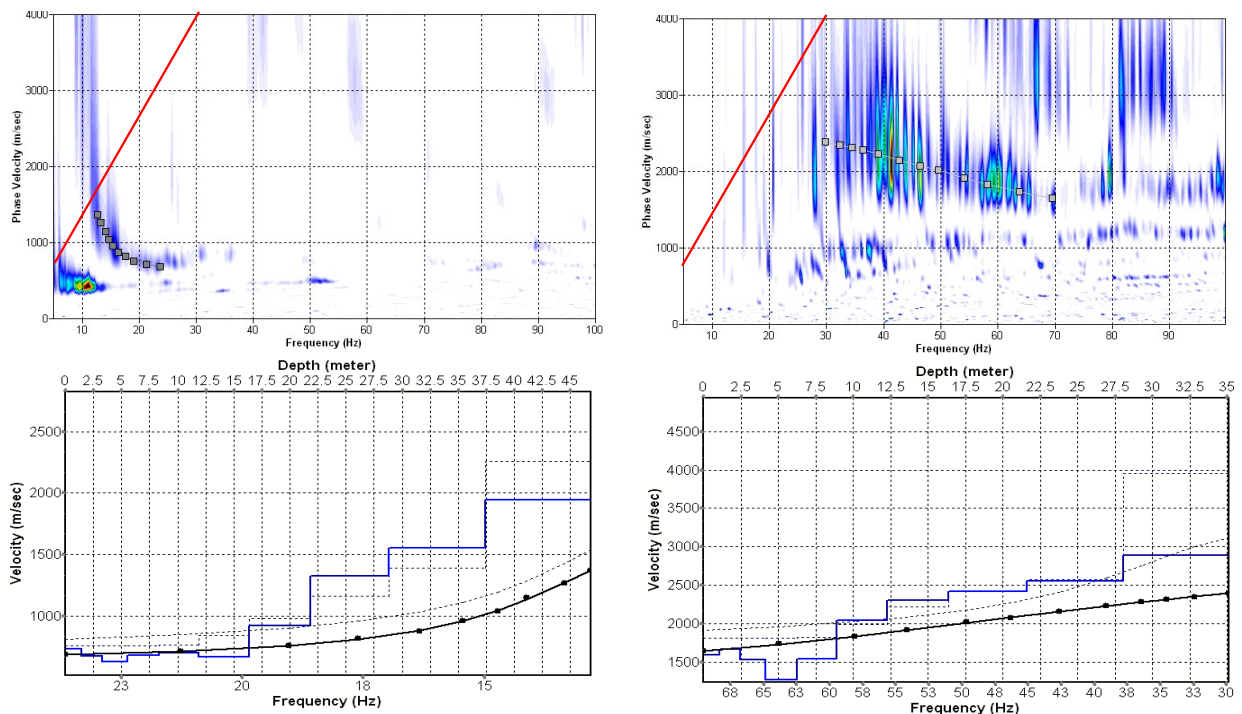 4000
3000
2000
1000
0
Phase Velocity (m/sec)
10 20 30 40 50 60 70 80 90 100
Frequency (Hz)
4000
3000
2000
1000
0
Phase Velocity (m/sec)
10 20 30 40 50 60 70 80 90 100
Frequency (Hz)
Depth (meter)
0 2.5 5 7.5 10 12.5 15 17.5 20 22.5 25 27.5 30 32.5 35 37.5 40 42.5 45
2500
2000
1500
1000
Velocity (m/sec)
23 20 18 15
Frequency (Hz)
Depth (meter)
0 2.5 5 7.5 10 12.5 15 17.5 20 22.5 25 27.5 30 32.5 35
4500
4000
3500
3000
2500
2000
1500
Velocity (m/sec)
68 65 63 60 58 55 53 50 48 45 43 40 38 35 33 30
Frequency (Hz)